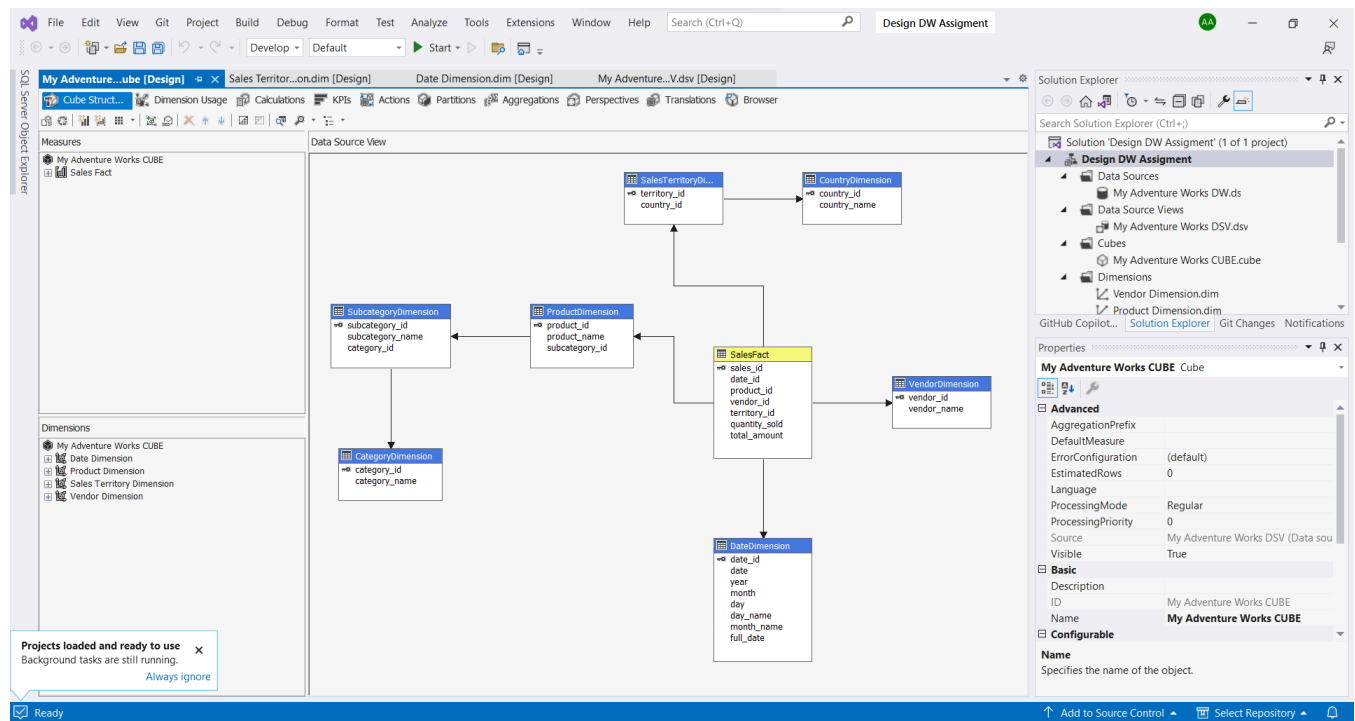 File Edit View Git Project Build Debug Format Test Analyze Tools Extensions Window Help Search (Ctrl+Q) Design DW Assigment AA
Develop Default Start
SQL Server Object Explorer
My Adventure...ube [Design] Sales Territor...on.dim [Design] Date Dimension.dim [Design] My Adventure...V.dsv [Design]
Cube Struct... Dimension Usage Calculations KPIs Actions Partitions Aggregations Perspectives Translations Browser
Measures
My Adventure Works CUBE
Sales Fact
Dimensions
My Adventure Works CUBE
Date Dimension
Product Dimension
Sales Territory Dimension
Vendor Dimension
Data Source View
SalesTerritoryDi...
territory_id
country_id
CountryDimension
country_id
country_name
SubcategoryDimension
subcategory_id
subcategory_name
category_id
ProductDimension
product_id
product_name
subcategory_id
SalesFact
sales_id
date_id
product_id
vendor_id
territory_id
quantity_sold
total_amount
VendorDimension
vendor_id
vendor_name
CategoryDimension
category_id
category_name
DateDimension
date_id
date
year
month
day
day_name
month_name
full_date
Solution Explorer
Search Solution Explorer (Ctrl+;)
Solution 'Design DW Assigment' (1 of 1 project)
Design DW Assigment
Data Sources
My Adventure Works DW.ds
Data Source Views
My Adventure Works DSV.dsv
Cubes
My Adventure Works CUBE.cube
Dimensions
Vendor Dimension.dim
Product Dimension.dim
GitHub Copilot... Solution Explorer Git Changes Notifications
Properties
My Adventure Works CUBE Cube
Advanced
AggregationPrefix
DefaultMeasure
ErrorConfiguration (default)
EstimatedRows 0
Language
ProcessingMode Regular
ProcessingPriority 0
Source My Adventure Works DSV (Data sou
Visible True
Basic
Description
ID My Adventure Works CUBE
Name My Adventure Works CUBE
Configurable
Name
Specifies the name of the object.
Projects loaded and ready to use
Background tasks are still running.
Always ignore
Ready Add to Source Control Select Repository